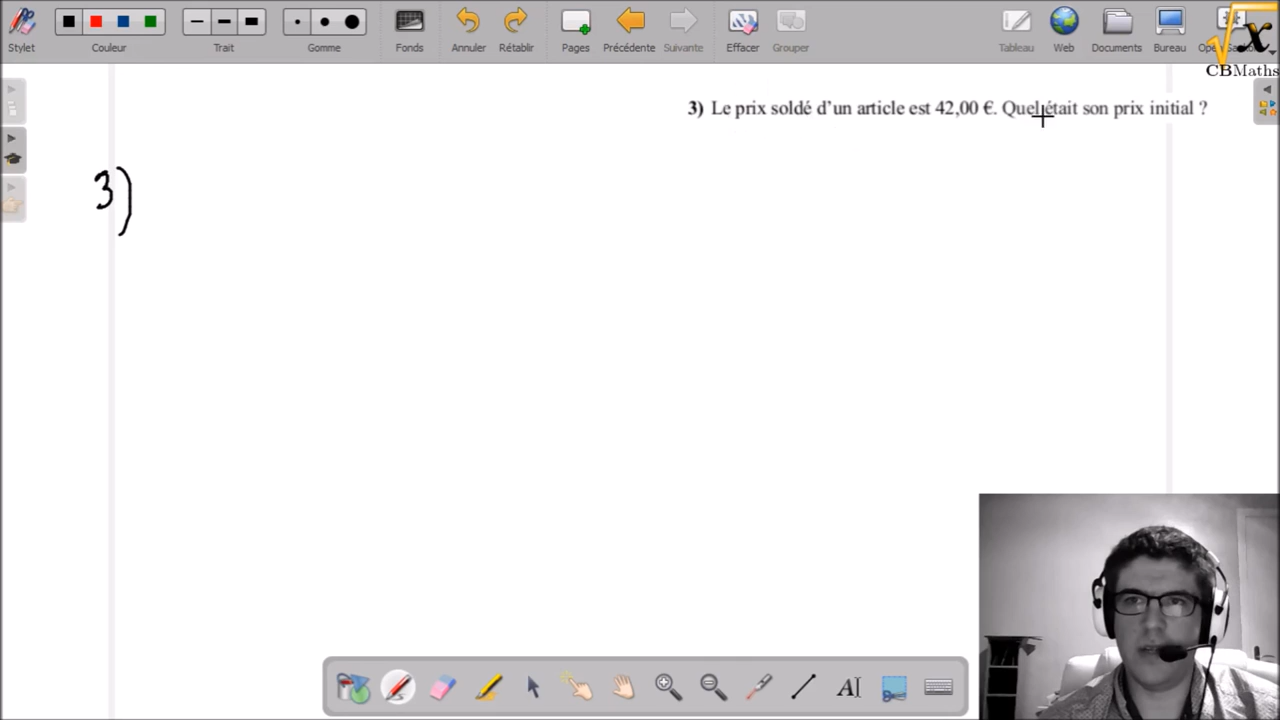 Stylet
Couleur
Trait
Gomme
Fonds
Annuler
Rétablir
Pages
Précédente
Suivante
Effacer
Grouper
Tableau
Web
Documents
Bureau
√x
CBMaths
3) Le prix soldé d’un article est 42,00 €. Quel était son prix initial ?
3)
AI